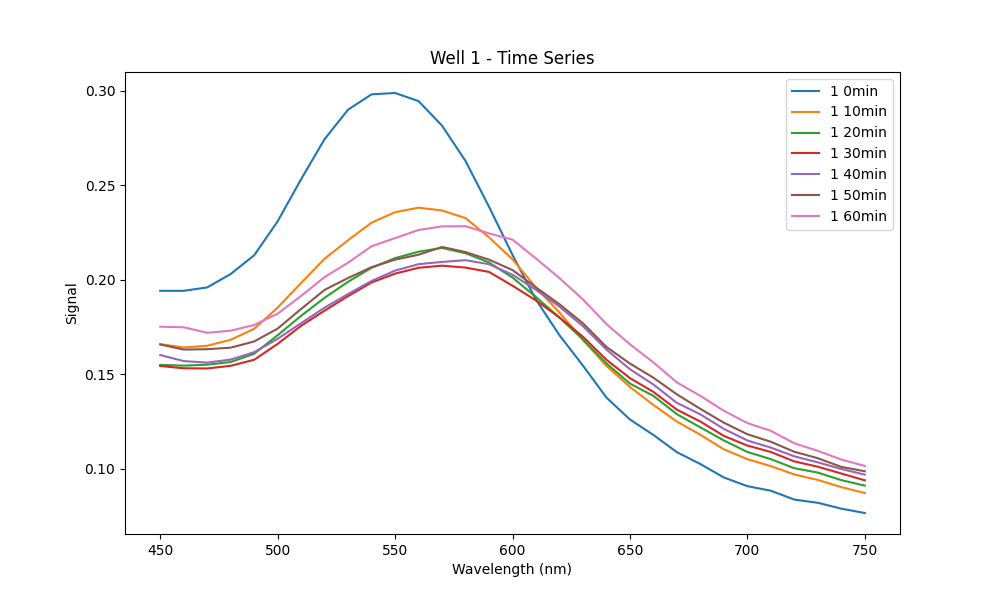 Well 1 - Time Series
Signal
0.30
0.25
0.20
0.15
0.10
1 0min
1 10min
1 20min
1 30min
1 40min
1 50min
1 60min
450 500 550 600 650 700 750
Wavelength (nm)